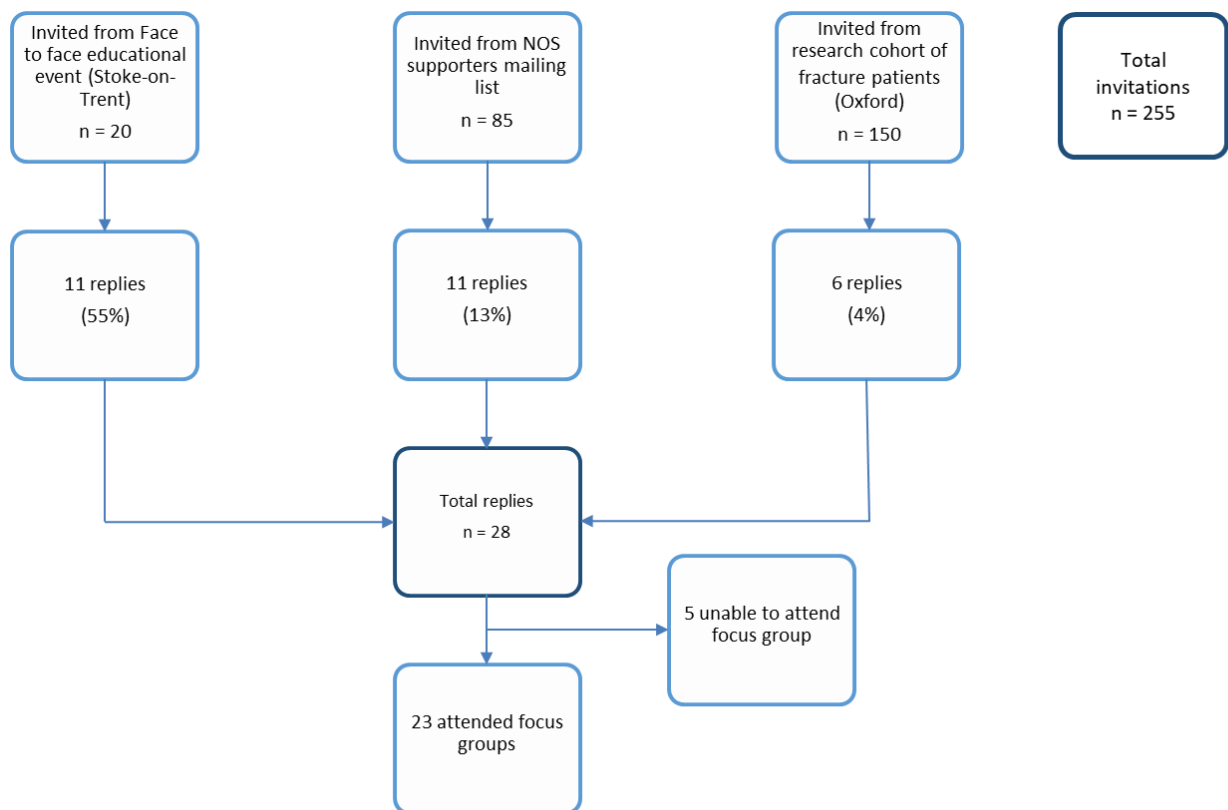 Invited from Face
to face educational
event (Stoke-on-
Trent)
n = 20
Invited from NOS
supporters mailing
list
n = 85
Invited from
research cohort of
fracture patients
(Oxford)
n = 150
Total
invitations
n = 255
11 replies
(55%)
11 replies
(13%)
6 replies
(4%)
Total replies
n = 28
5 unable to attend
focus group
23 attended focus
groups